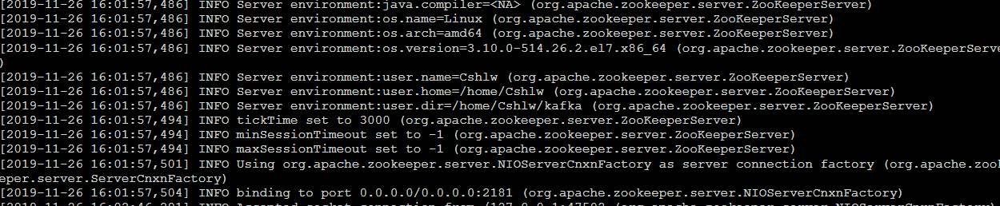 [2019-11-26 16:01:57,486] INFO Server environment:java.compiler=<NA> (org.apache.zookeeper.server.ZooKeeperServer)
[2019-11-26 16:01:57,486] INFO Server environment:os.name=Linux (org.apache.zookeeper.server.ZooKeeperServer)
[2019-11-26 16:01:57,486] INFO Server environment:os.arch=amd64 (org.apache.zookeeper.server.ZooKeeperServer)
[2019-11-26 16:01:57,486] INFO Server environment:os.version=3.10.0-514.26.2.el7.x86_64 (org.apache.zookeeper.server.ZooKeeperServe
)
[2019-11-26 16:01:57,486] INFO Server environment:user.name=Cshlw (org.apache.zookeeper.server.ZooKeeperServer)
[2019-11-26 16:01:57,486] INFO Server environment:user.home=/home/Cshlw (org.apache.zookeeper.server.ZooKeeperServer)
[2019-11-26 16:01:57,486] INFO Server environment:user.dir=/home/Cshlw/kafka (org.apache.zookeeper.server.ZooKeeperServer)
[2019-11-26 16:01:57,494] INFO tickTime set to 3000 (org.apache.zookeeper.server.ZooKeeperServer)
[2019-11-26 16:01:57,494] INFO minSessionTimeout set to -1 (org.apache.zookeeper.server.ZooKeeperServer)
[2019-11-26 16:01:57,494] INFO maxSessionTimeout set to -1 (org.apache.zookeeper.server.ZooKeeperServer)
[2019-11-26 16:01:57,501] INFO Using org.apache.zookeeper.server.NIOServerCnxnFactory as server connection factory (org.apache.zoo
eper.server.ServerCnxnFactory)
[2019-11-26 16:01:57,504] INFO binding to port 0.0.0.0/0.0.0.0:2181 (org.apache.zookeeper.server.NIOServerCnxnFactory)